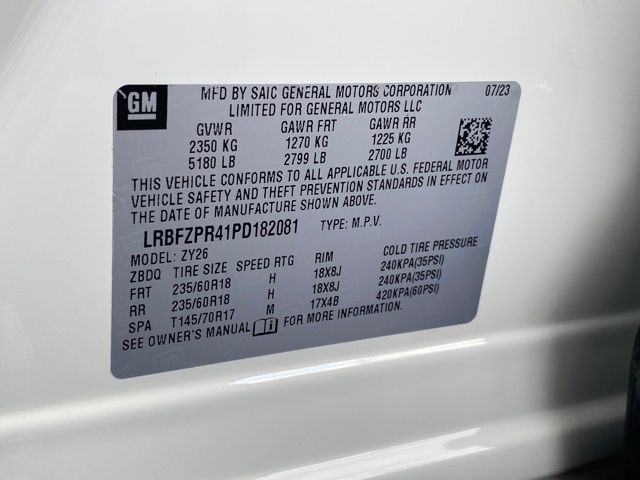 GM
MFD BY SAIC GENERAL MOTORS CORPORATION 07/23
LIMITED FOR GENERAL MOTORS LLC
GVWR GAWR FRT GAWR RR
2350 KG 1270 KG 1225 KG
5180 LB 2799 LB 2700 LB
THIS VEHICLE CONFORMS TO ALL APPLICABLE U.S. FEDERAL MOTOR
VEHICLE SAFETY AND THEFT PREVENTION STANDARDS IN EFFECT ON
THE DATE OF MANUFACTURE SHOWN ABOVE.
LRBFZPR41PD182081 TYPE: M.P.V.
MODEL: ZY26
ZBDQ TIRE SIZE SPEED RTG RIM COLD TIRE PRESSURE
FRT 235/60R18 H 18X8J 240KPA(35PSI)
RR 235/60R18 H 18X8J 240KPA(35PSI)
SPA T145/70R17 M 17X4B 420KPA(60PSI)
SEE OWNER'S MANUAL FOR MORE INFORMATION.